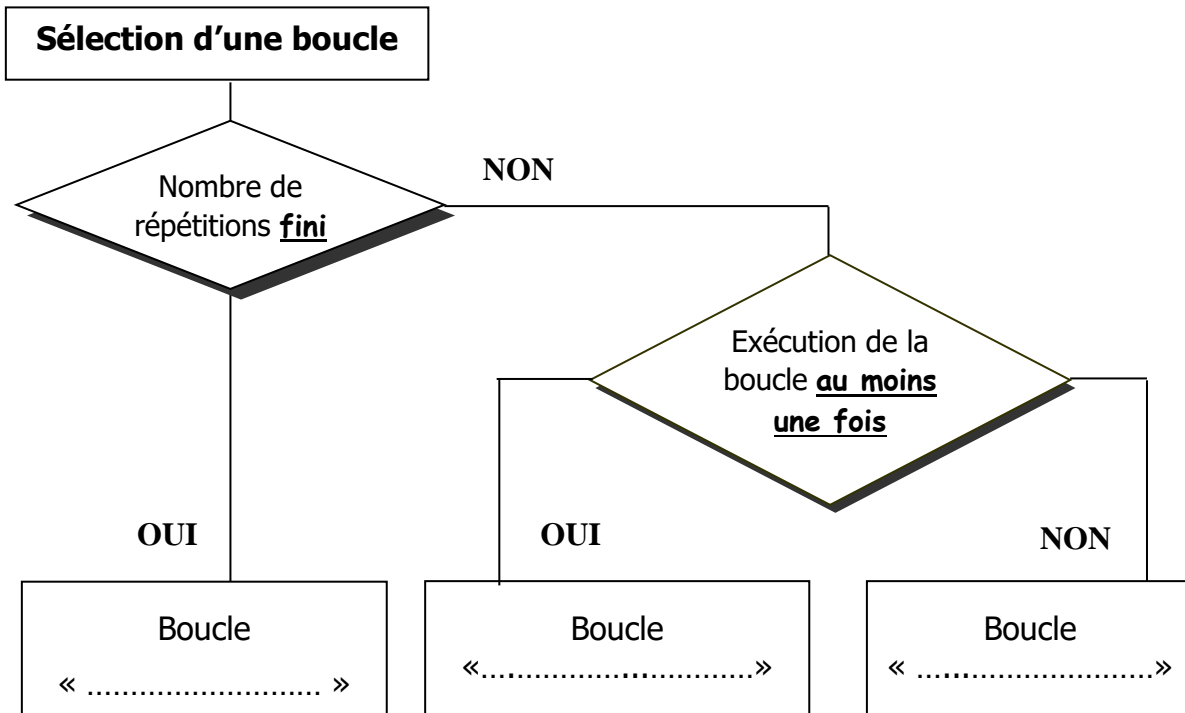 Sélection d'une boucle
Nombre de
répétitions fini
NON
Exécution de la
boucle au moins
une fois
OUI
OUI
NON
Boucle
« ........................... »
Boucle
«...............................»
Boucle
« ...........................»